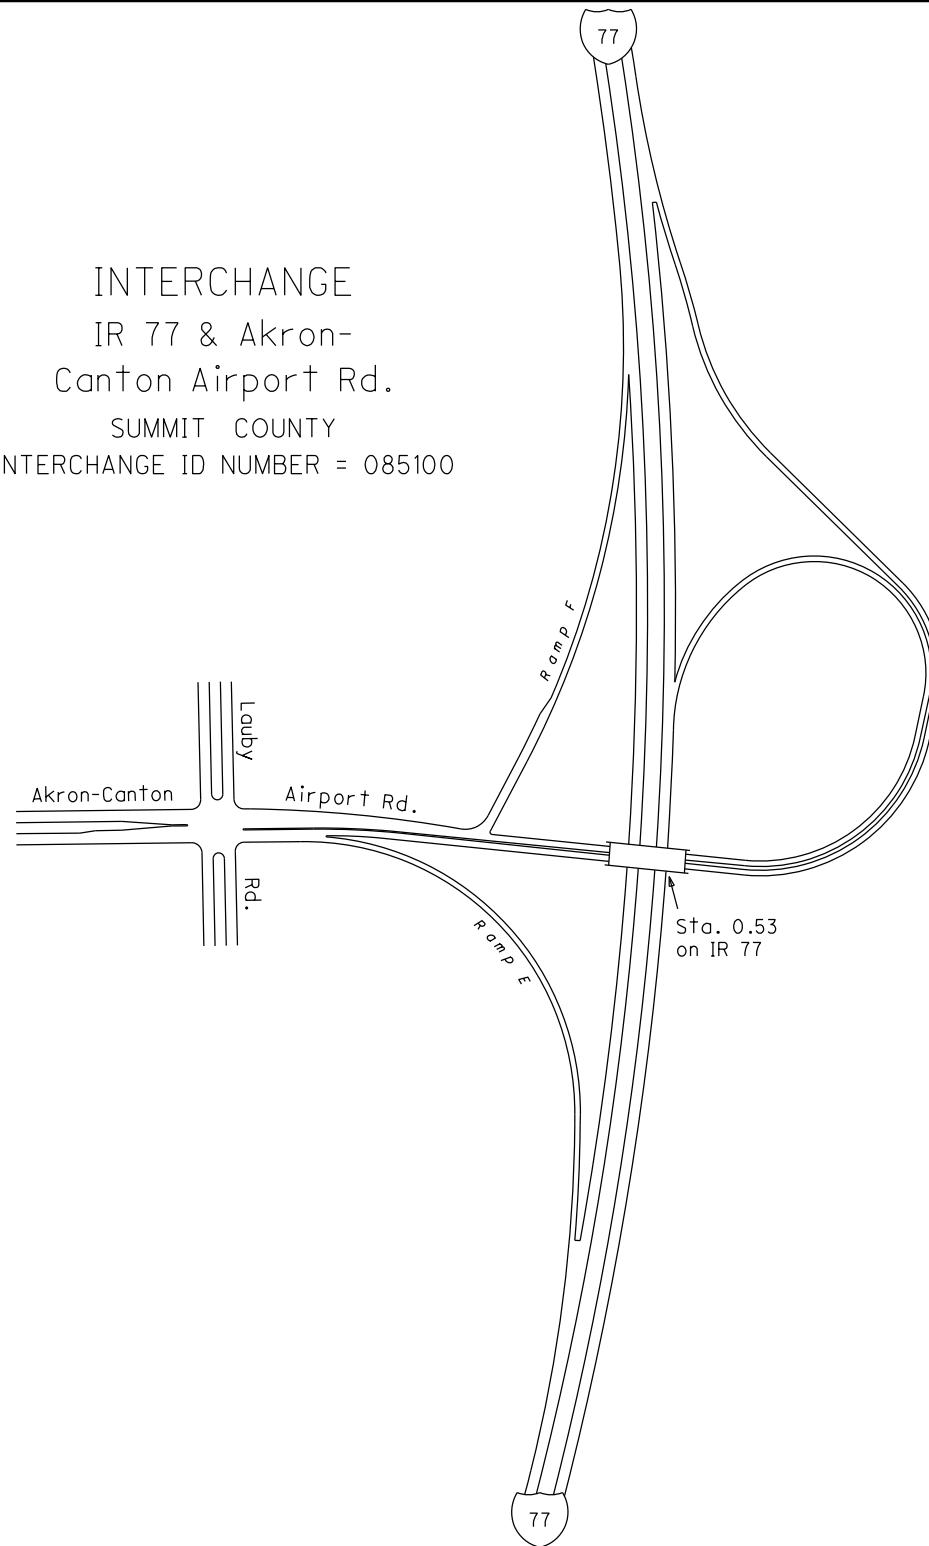 77
INTERCHANGE
IR 77 & Akron-
Canton Airport Rd.
SUMMIT COUNTY
NTERCHANGE ID NUMBER = 085100
Ramp F
Lauby
Akron-Canton
Airport Rd.
Rd.
Ramp E
Sta. 0.53
on IR 77
77